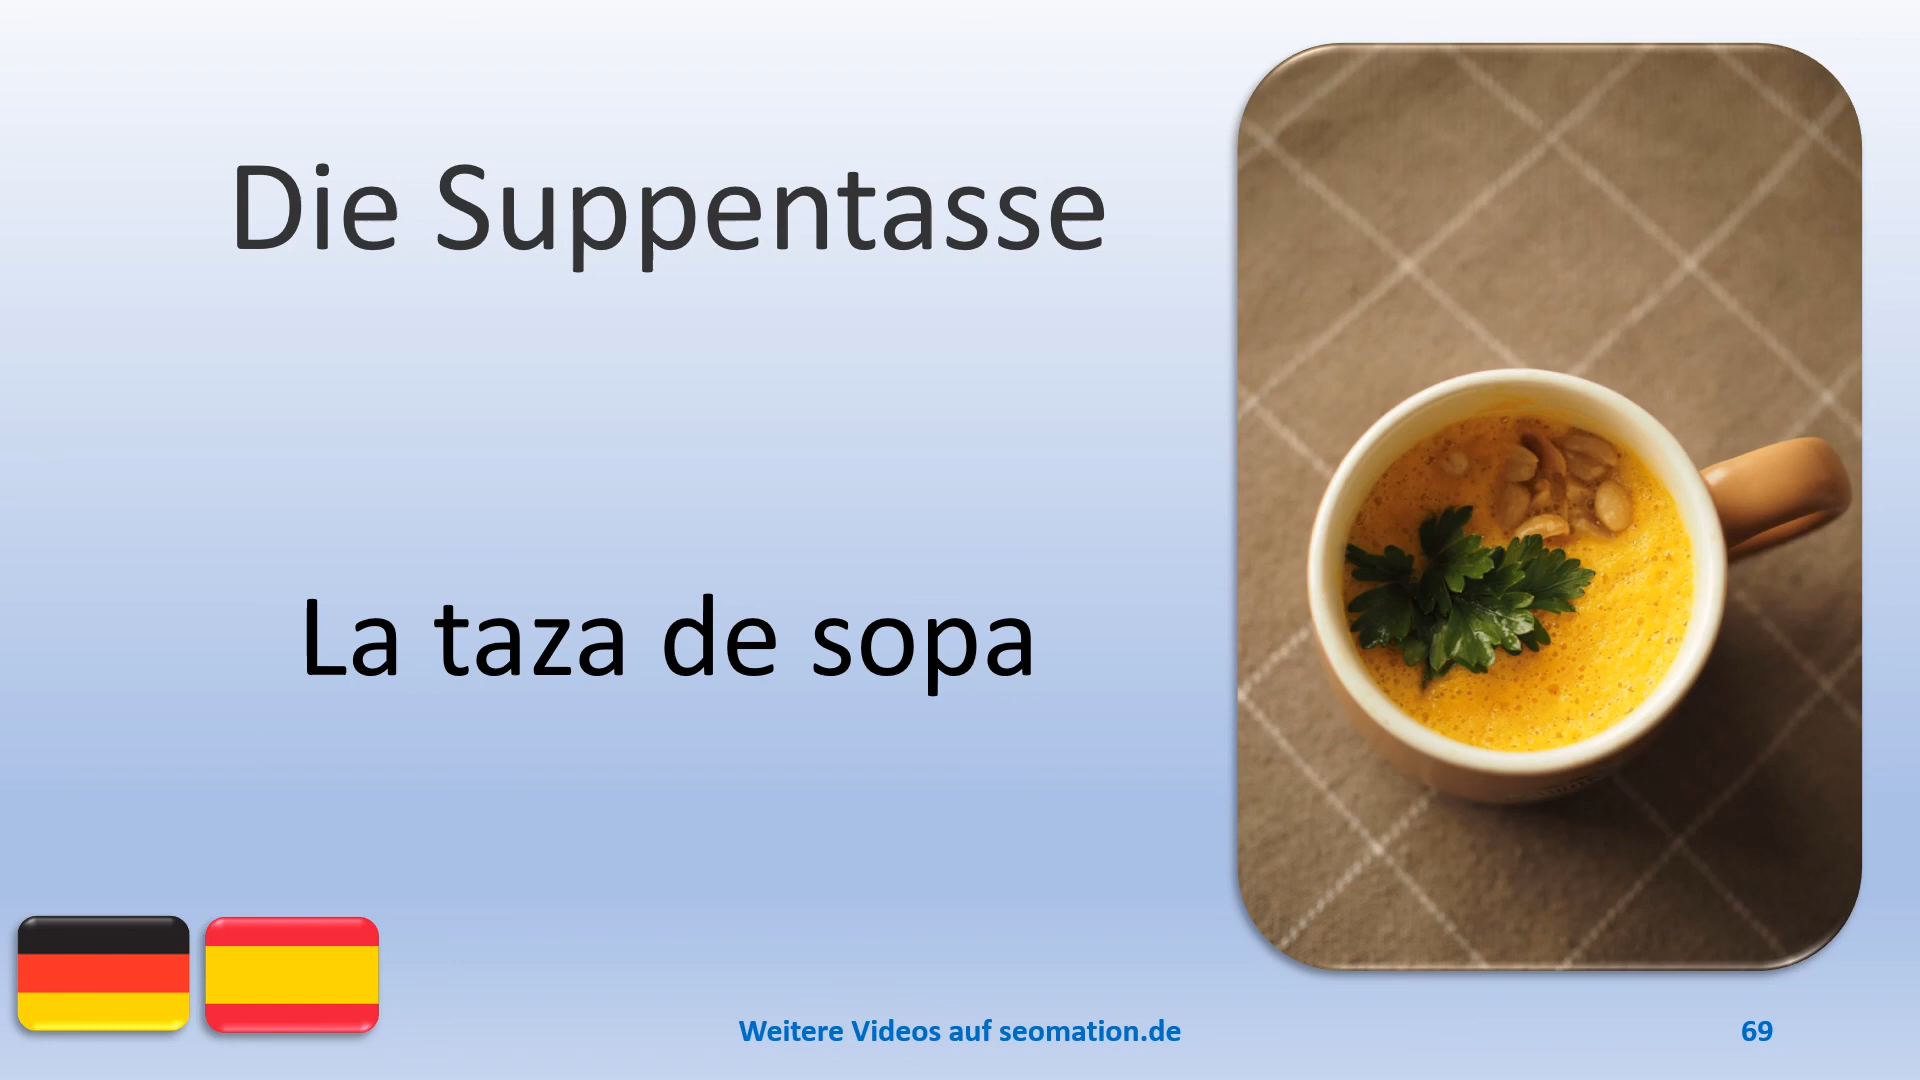 Die Suppentasse
La taza de sopa
Weitere Videos auf seomation.de
69